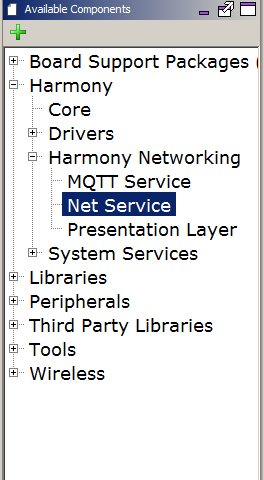 Available Components
Board Support Packages (
Harmony
Core
Drivers
Harmony Networking
MQTT Service
Net Service
Presentation Layer
System Services
Libraries
Peripherals
Third Party Libraries
Tools
Wireless